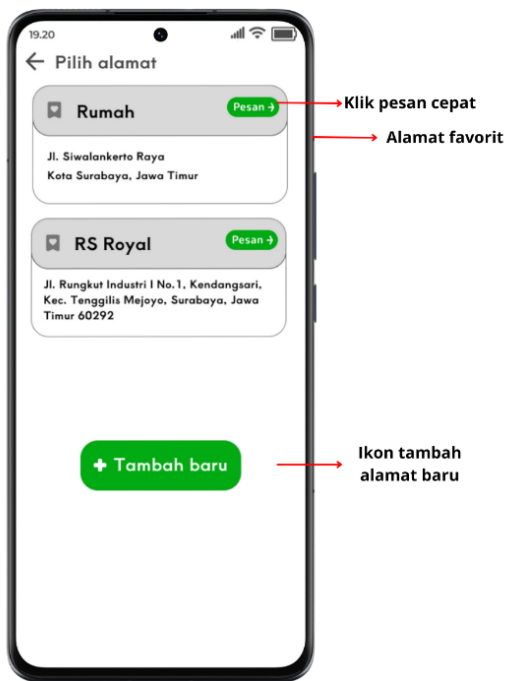 19.20
Pilih alamat
Rumah
Pesan →
Klik pesan cepat
Alamat favorit
Jl. Siwalankerto Raya
Kota Surabaya, Jawa Timur
RS Royal
Pesan →
Jl. Rungkut Industri I No.1, Kendangsari,
Kec. Tenggilis Mejoyo, Surabaya, Jawa
Timur 60292
+ Tambah baru
Ikon tambah
alamat baru